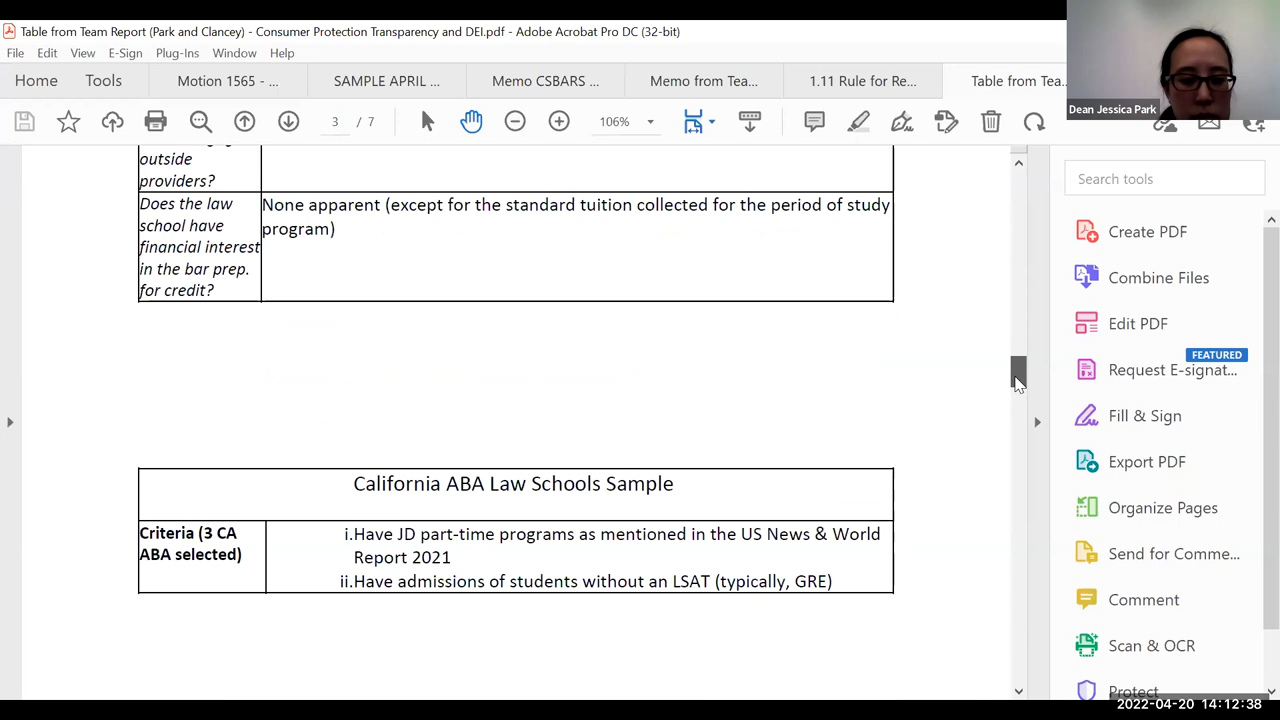 Table from Team Report (Park and Clancey) - Consumer Protection Transparency and DEI.pdf - Adobe Acrobat Pro DC (32-bit)
File Edit View E-Sign Plug-Ins Window Help
Home Tools Motion 1565 - ... SAMPLE APRIL ... Memo CSBARS ... Memo from Tea... 1.11 Rule for Re... Table from Tea...
Dean Jessica Park
3 / 7 106%
outside
providers?
Does the law
school have
financial interest
in the bar prep.
for credit?
None apparent (except for the standard tuition collected for the period of study
program)
California ABA Law Schools Sample
Criteria (3 CA
ABA selected)
i.Have JD part-time programs as mentioned in the US News & World
Report 2021
ii.Have admissions of students without an LSAT (typically, GRE)
Search tools
Create PDF
Combine Files
Edit PDF
FEATURED
Request E-signat...
Fill & Sign
Export PDF
Organize Pages
Send for Comme...
Comment
Scan & OCR
Protect
2022-04-20 14:12:38